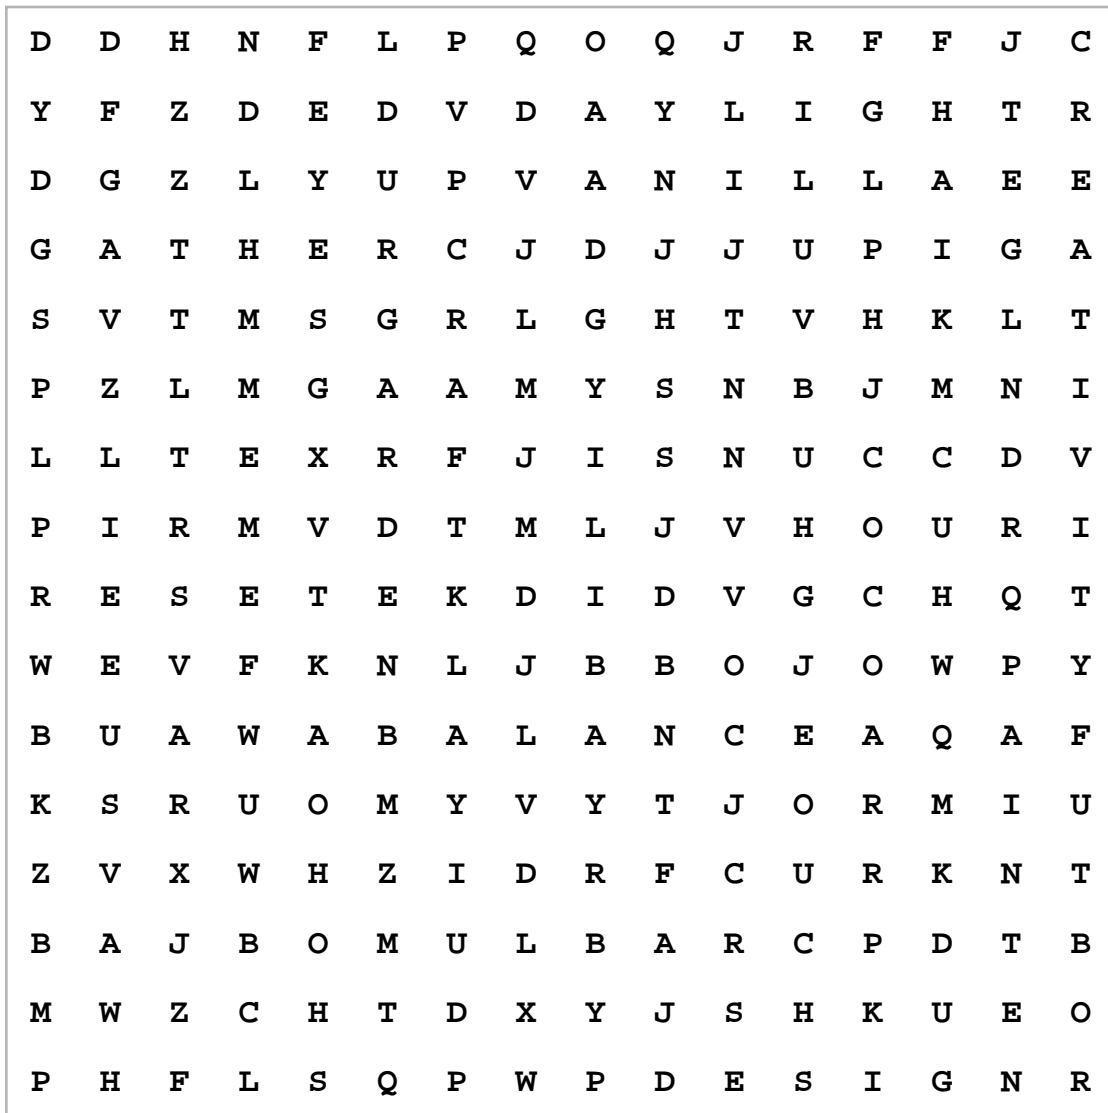 D D H N F L P Q O Q J R F F J C
Y F Z D E D V D A Y L I G H T R
D G Z L Y U P V A N I L L A E E
G A T H E R C J D J J U P I G A
S V T M S G R L G H T V H K L T
P Z L M G A A M Y S N B J M N I
L L T E X R F J I S N U C C D V
P I R M V D T M L J V H O U R I
R E S E T E K D I D V G C H Q T
W E V F K N L J B B O J O W P Y
B U A W A B A L A N C E A Q A F
K S R U O M Y V Y T J O R M I U
Z V X W H Z I D R F C U R K N T
B A J B O M U L B A R C P D T B
M W Z C H T D X Y J S H K U E O
P H F L S Q P W P D E S I G N R